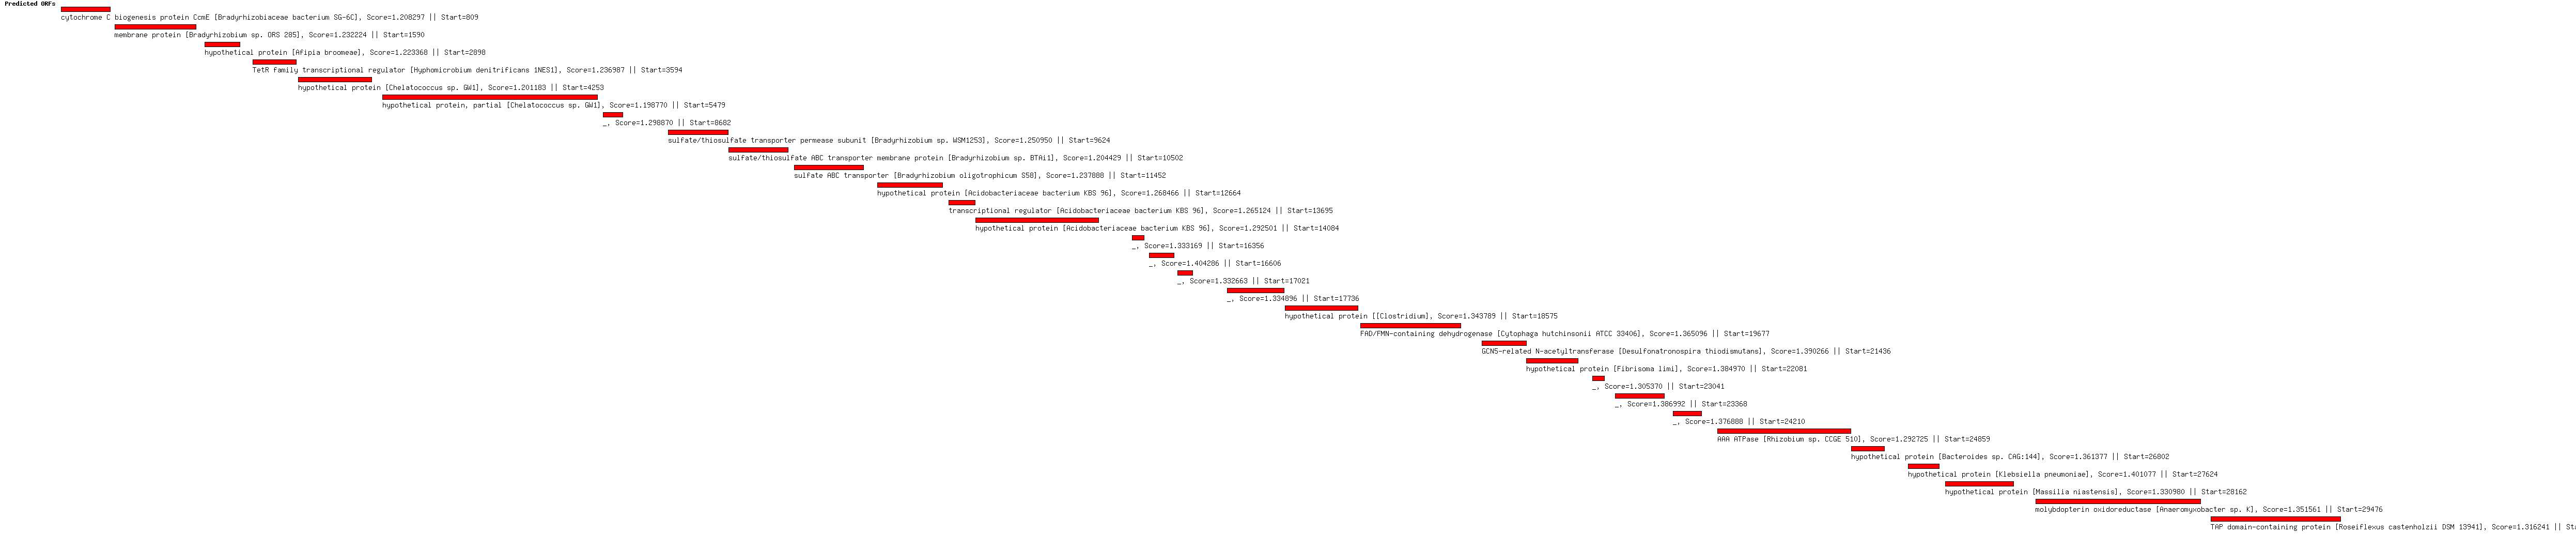 Predicted ORFs
cytochrome C biogenesis protein CcmE [Bradyrhizobiaceae bacterium SG-6C], Score=1.208297 || Start=809
membrane protein [Bradyrhizobium sp. ORS 285], Score=1.232224 || Start=1590
hypothetical protein [Afipia broomeae], Score=1.223368 || Start=2898
TetR family transcriptional regulator [Hyphomicrobium denitrificans 1NES1], Score=1.236987 || Start=3594
hypothetical protein [Chelatococcus sp. GW1], Score=1.201183 || Start=4253
hypothetical protein, partial [Chelatococcus sp. GW1], Score=1.198770 || Start=5479
_, Score=1.298870 || Start=8682
sulfate/thiosulfate transporter permease subunit [Bradyrhizobium sp. WSM1253], Score=1.250950 || Start=9624
sulfate/thiosulfate ABC transporter membrane protein [Bradyrhizobium sp. BTAi1], Score=1.204429 || Start=10502
sulfate ABC transporter [Bradyrhizobium oligotrophicum S58], Score=1.237888 || Start=11452
hypothetical protein [Acidobacteriaceae bacterium KBS 96], Score=1.268466 || Start=12664
transcriptional regulator [Acidobacteriaceae bacterium KBS 96], Score=1.265124 || Start=13695
hypothetical protein [Acidobacteriaceae bacterium KBS 96], Score=1.292501 || Start=14084
_, Score=1.333169 || Start=16356
_, Score=1.404286 || Start=16606
_, Score=1.332663 || Start=17021
_, Score=1.334896 || Start=17736
hypothetical protein [[Clostridium], Score=1.343789 || Start=18575
FAD/FMN-containing dehydrogenase [Cytophaga hutchinsonii ATCC 33406], Score=1.365096 || Start=19677
GCN5-related N-acetyltransferase [Desulfonatronospira thiodismutans], Score=1.390266 || Start=21436
hypothetical protein [Fibrisoma limi], Score=1.384970 || Start=22081
_, Score=1.305370 || Start=23041
_, Score=1.386992 || Start=23368
_, Score=1.376888 || Start=24210
AAA ATPase [Rhizobium sp. CCGE 510], Score=1.292725 || Start=24859
hypothetical protein [Bacteroides sp. CAG:144], Score=1.361377 || Start=26802
hypothetical protein [Klebsiella pneumoniae], Score=1.401077 || Start=27624
hypothetical protein [Massilia niastensis], Score=1.330980 || Start=28162
molybdopterin oxidoreductase [Anaeromyxobacter sp. K], Score=1.351561 || Start=29476
TAP domain-containing protein [Roseiflexus castenholzii DSM 13941], Score=1.316241 ||